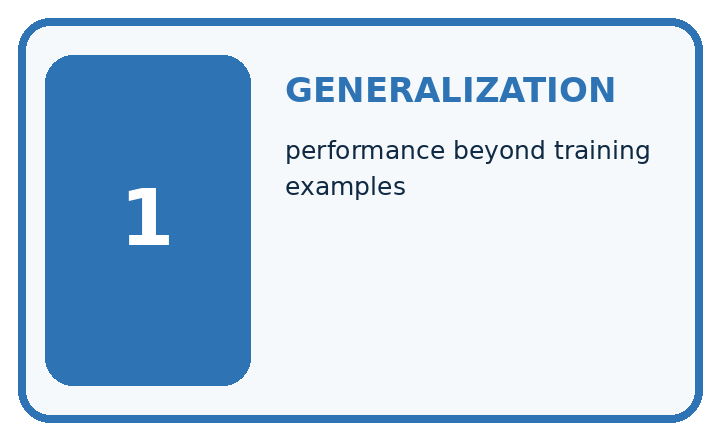 1
GENERALIZATION
performance beyond training
examples